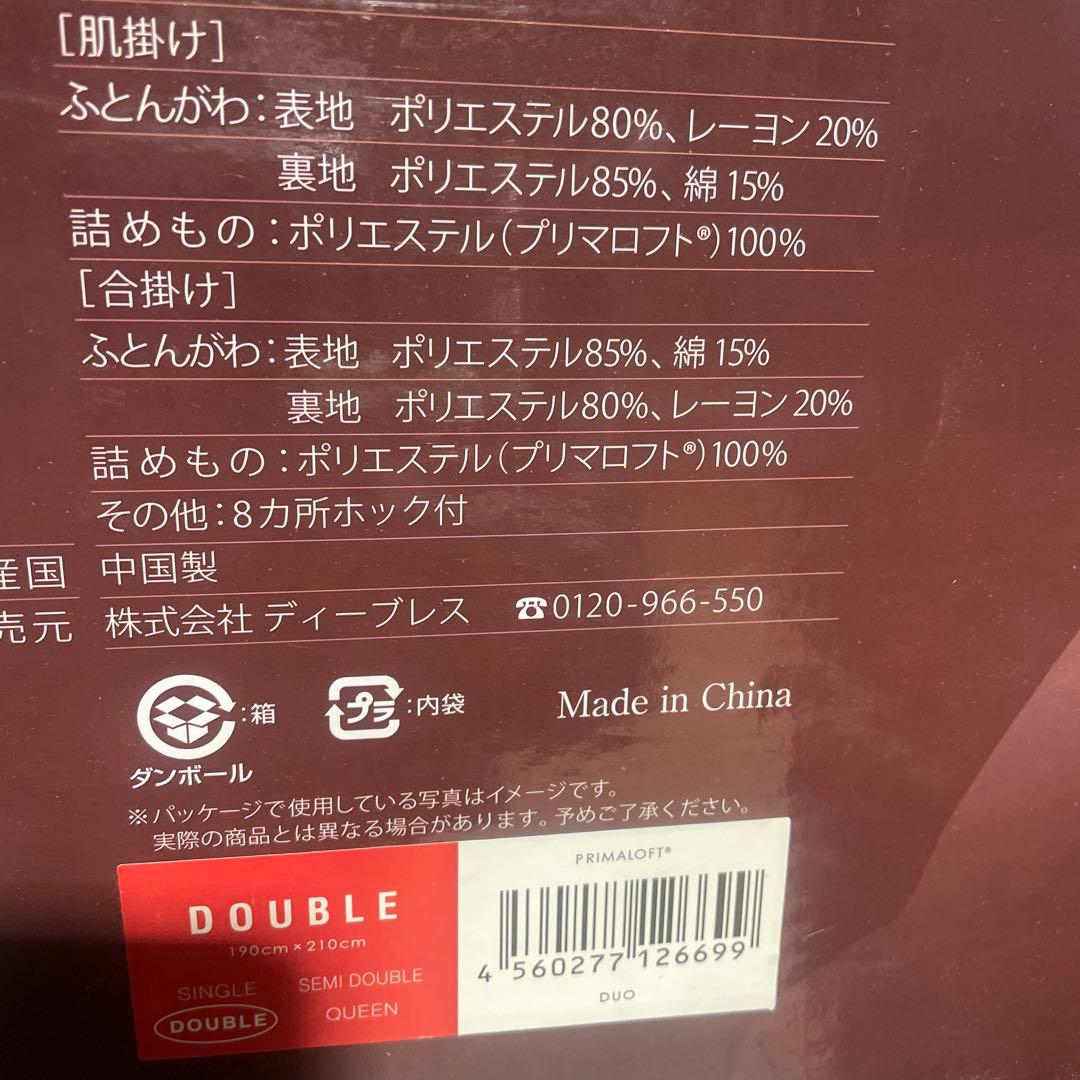 [肌掛け]
ふとんがわ：表地　ポリエステル80%、レーヨン20%
裏地　ポリエステル85%、綿15%
詰めもの：ポリエステル（プリマロフト®）100%
[合掛け]
ふとんがわ：表地　ポリエステル85%、綿15%
裏地　ポリエステル80%、レーヨン20%
詰めもの：ポリエステル（プリマロフト®）100%
その他：8カ所ホック付
産国　中国製
売元　株式会社 ディーブレス　☎0120-966-550
：箱　プラ：内袋　Made in China
ダンボール
※パッケージで使用している写真はイメージです。
実際の商品とは異なる場合があります。予めご了承ください。
DOUBLE
190cm×210cm
SINGLE　SEMI DOUBLE
DOUBLE　QUEEN
PRIMALOFT®
4 560277 126699
DUO